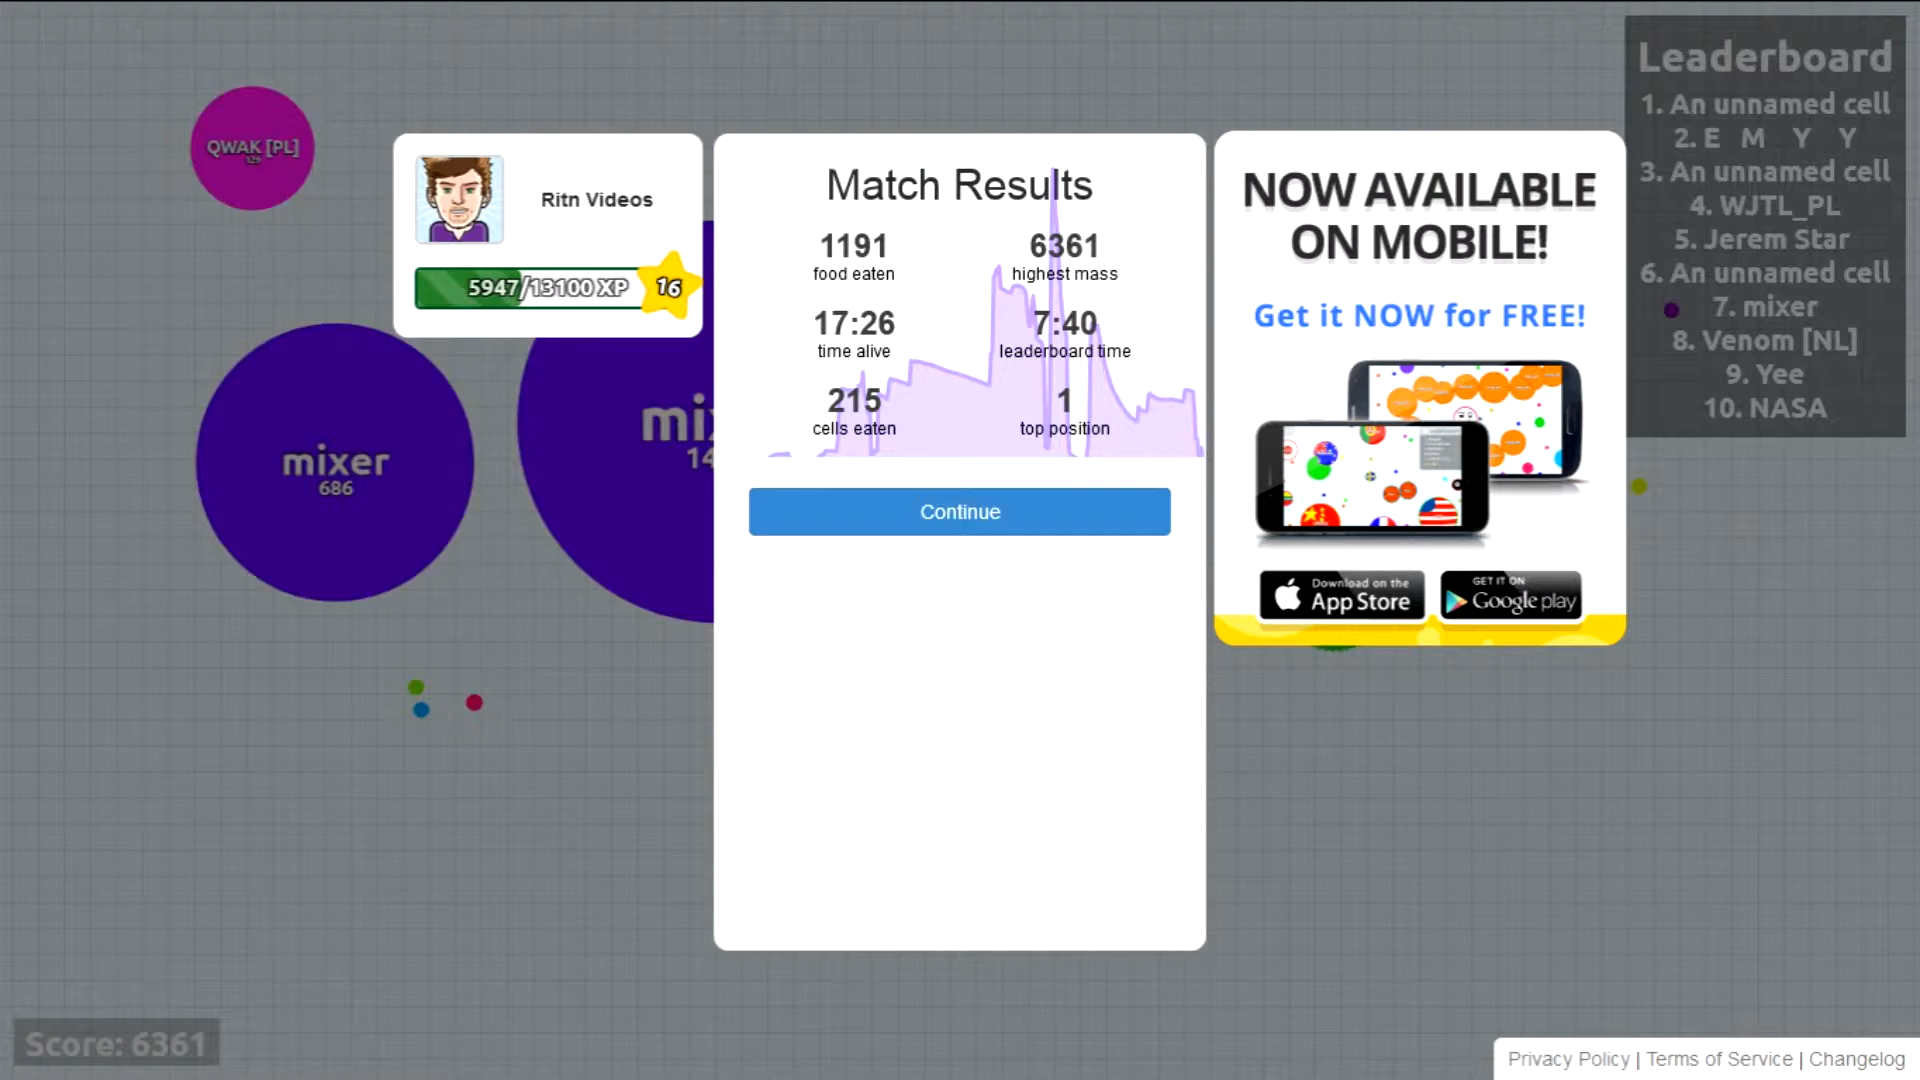 QWAK [PL]
129
Ritn Videos
5947/13100 XP
16
mixer
686
Match Results
1191
food eaten
6361
highest mass
17:26
time alive
7:40
leaderboard time
215
cells eaten
1
top position
Continue
NOW AVAILABLE
ON MOBILE!
Get it NOW for FREE!
Download on the
App Store
GET IT ON
Google play
Leaderboard
1. An unnamed cell
2. E M Y Y
3. An unnamed cell
4. WJTL_PL
5. Jerem Star
6. An unnamed cell
7. mixer
8. Venom [NL]
9. Yee
10. NASA
Score: 6361
Privacy Policy | Terms of Service | Changelog